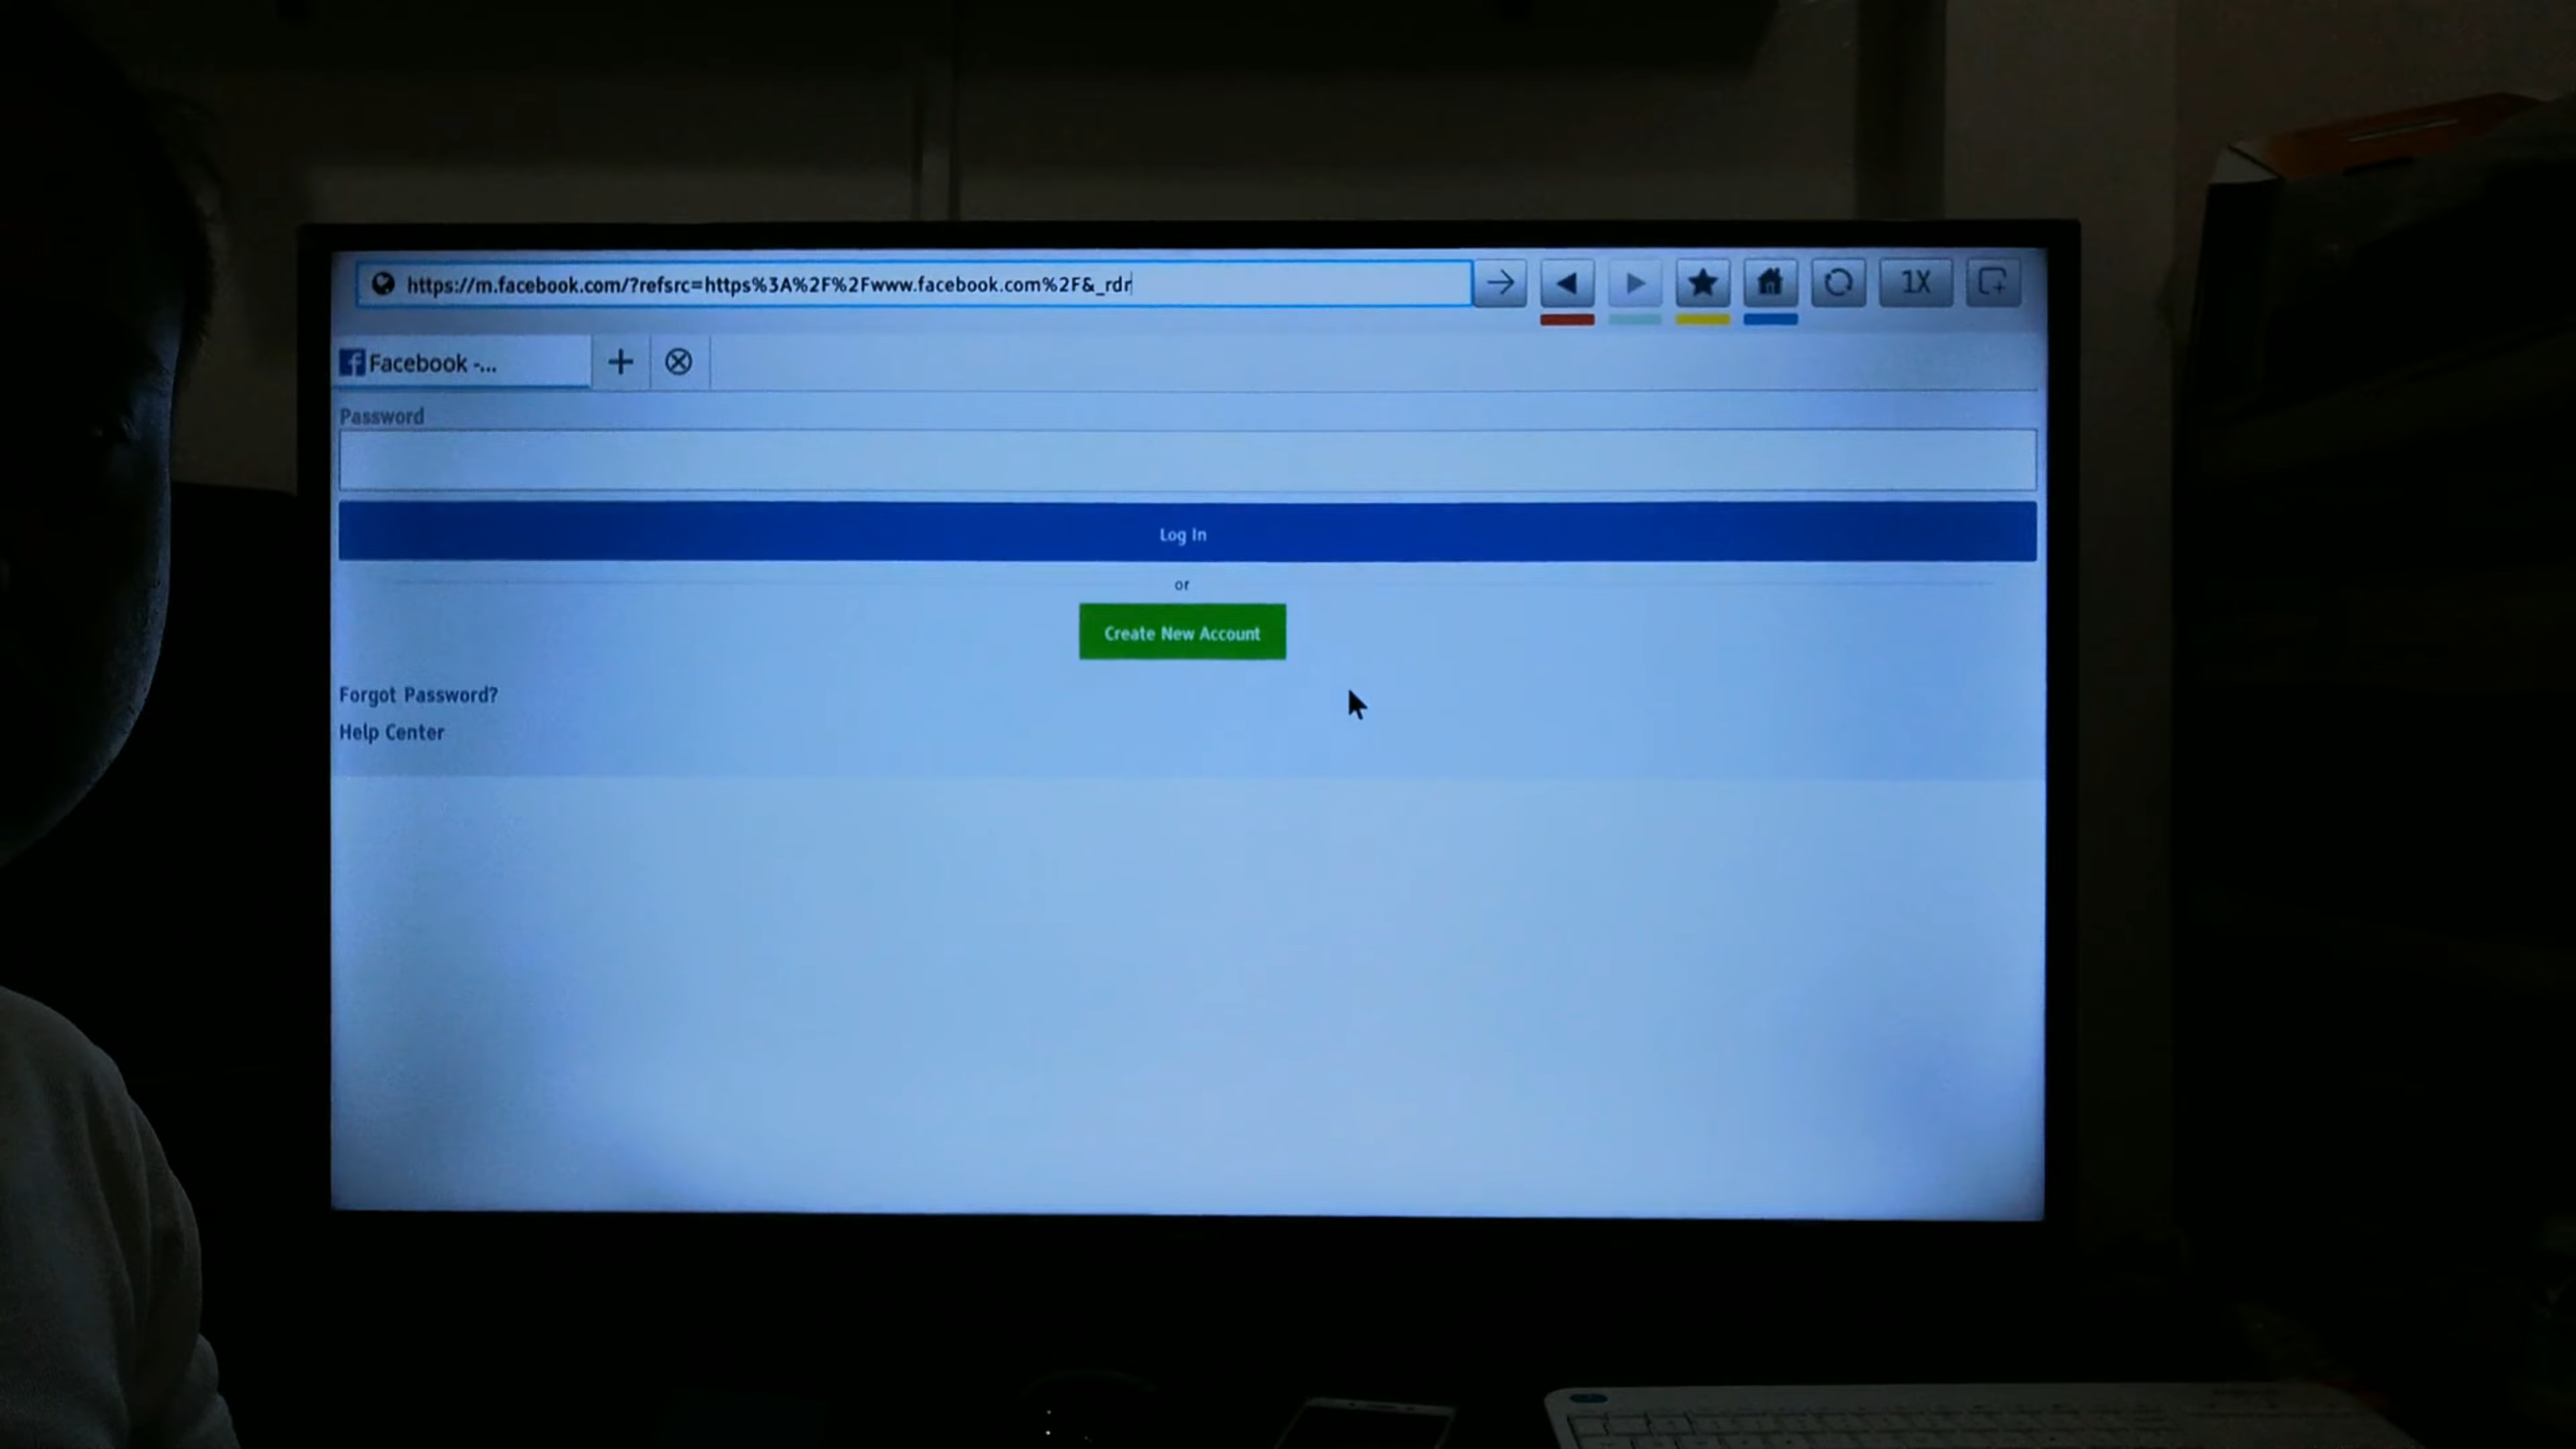 https://m.facebook.com/?refsrc=https%3A%2F%2Fwww.facebook.com%2F&_rdr
1X
Facebook -...
Password
Log In
or
Create New Account
Forgot Password?
Help Center